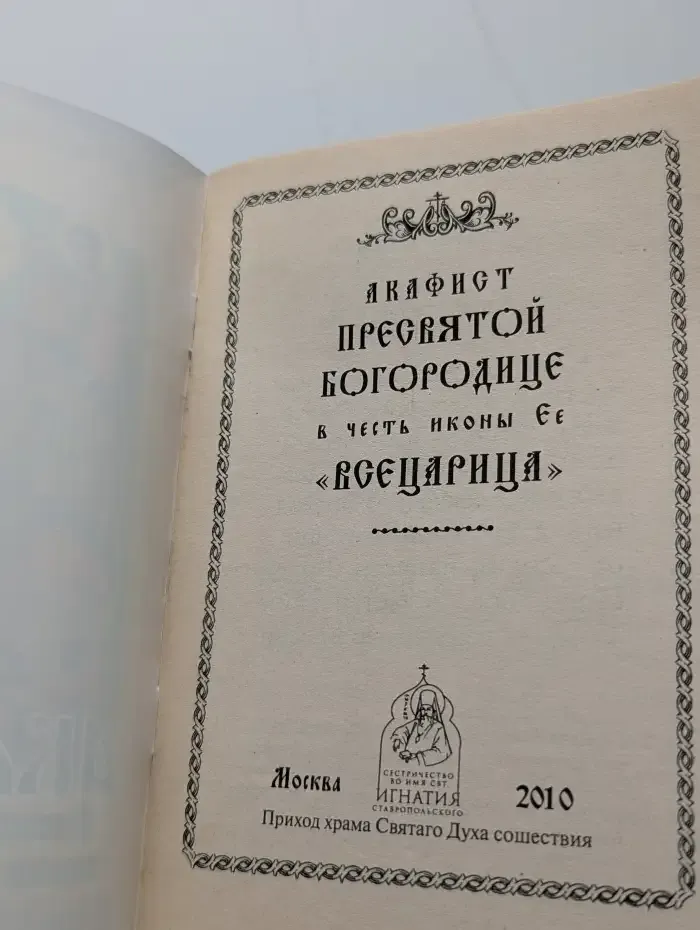 АКАФИСТ
ПРЕСВЯТОЙ
БОГОРОДИЦЕ
в честь иконы Ее
«ВСЕЦАРИЦА»
СЕСТРИЧЕСТВО
ВО ИМЯ СВТ.
ИГНАТИЯ
СТАВРОПОЛЬСКОГО
Москва 2010
Приход храма Святаго Духа сошествия